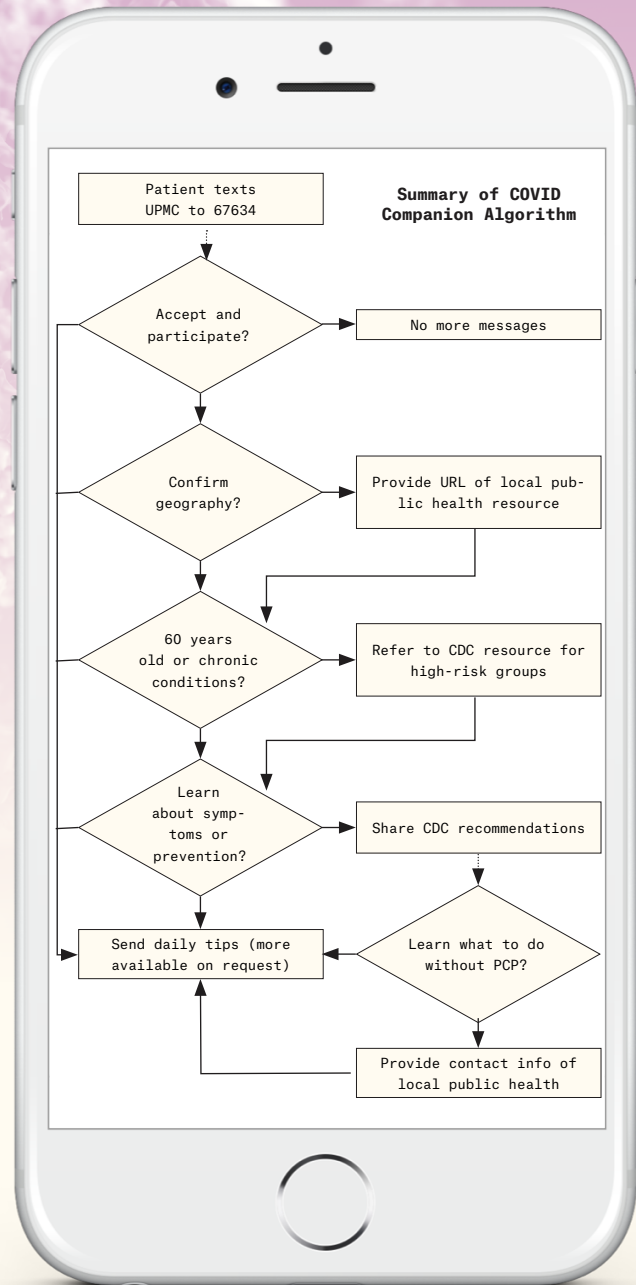 Patient texts
UPMC to 67634
Summary of COVID
Companion Algorithm
Accept and
participate?
No more messages
Confirm
geography?
Provide URL of local pub-
lic health resource
60 years
old or chronic
conditions?
Refer to CDC resource for
high-risk groups
Learn
about symp-
toms or
prevention?
Share CDC recommendations
Send daily tips (more
available on request)
Learn what to do
without PCP?
Provide contact info of
local public health